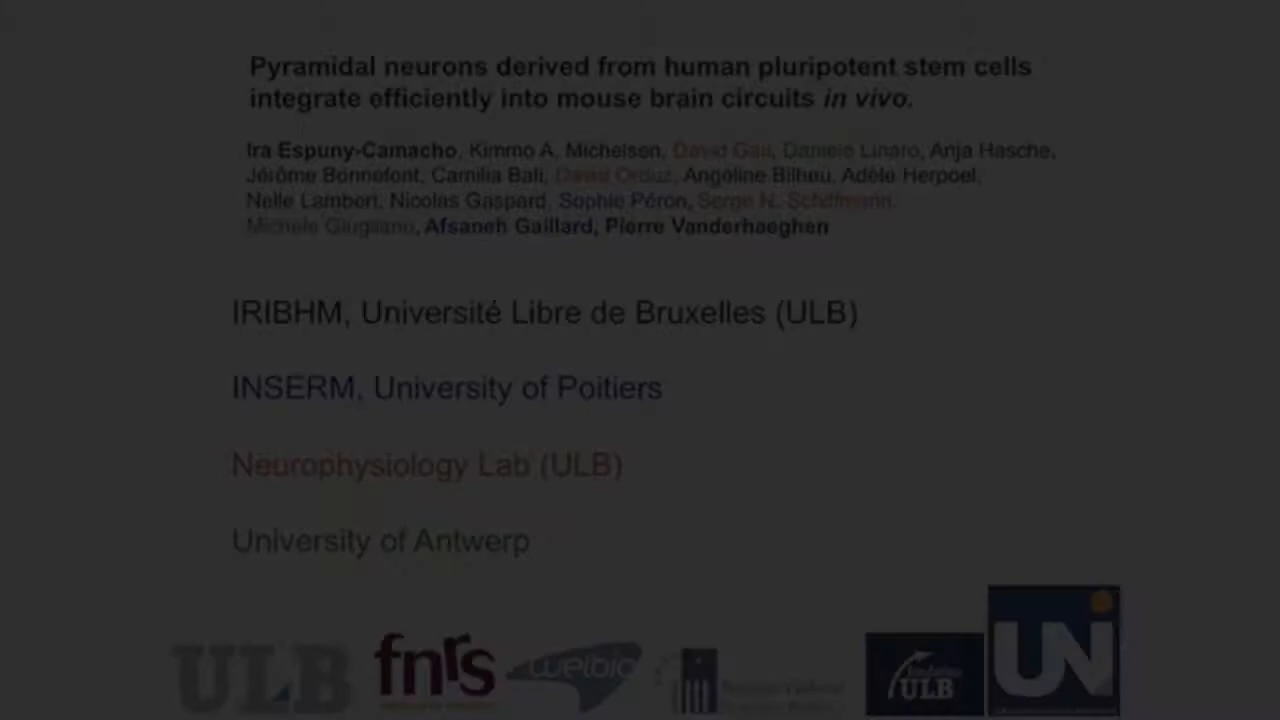 Pyramidal neurons derived from human pluripotent stem cells
integrate efficiently into mouse brain circuits in vivo.
Ira Espuny-Camacho, Kimmo A. Michelsen, David Gall, Daniele Linaro, Anja Hasche,
Jérôme Bonnefont, Camilia Bali, David Orduz, Angéline Bilheu, Adèle Herpoel,
Nelle Lambert, Nicolas Gaspard, Sophie Péron, Serge N. Schiffmann,
Michele Giugliano, Afsaneh Gaillard, Pierre Vanderhaeghen
IRIBHM, Université Libre de Bruxelles (ULB)
INSERM, University of Poitiers
Neurophysiology Lab (ULB)
University of Antwerp
ULB
fnrs
welbio
ULB
UNI